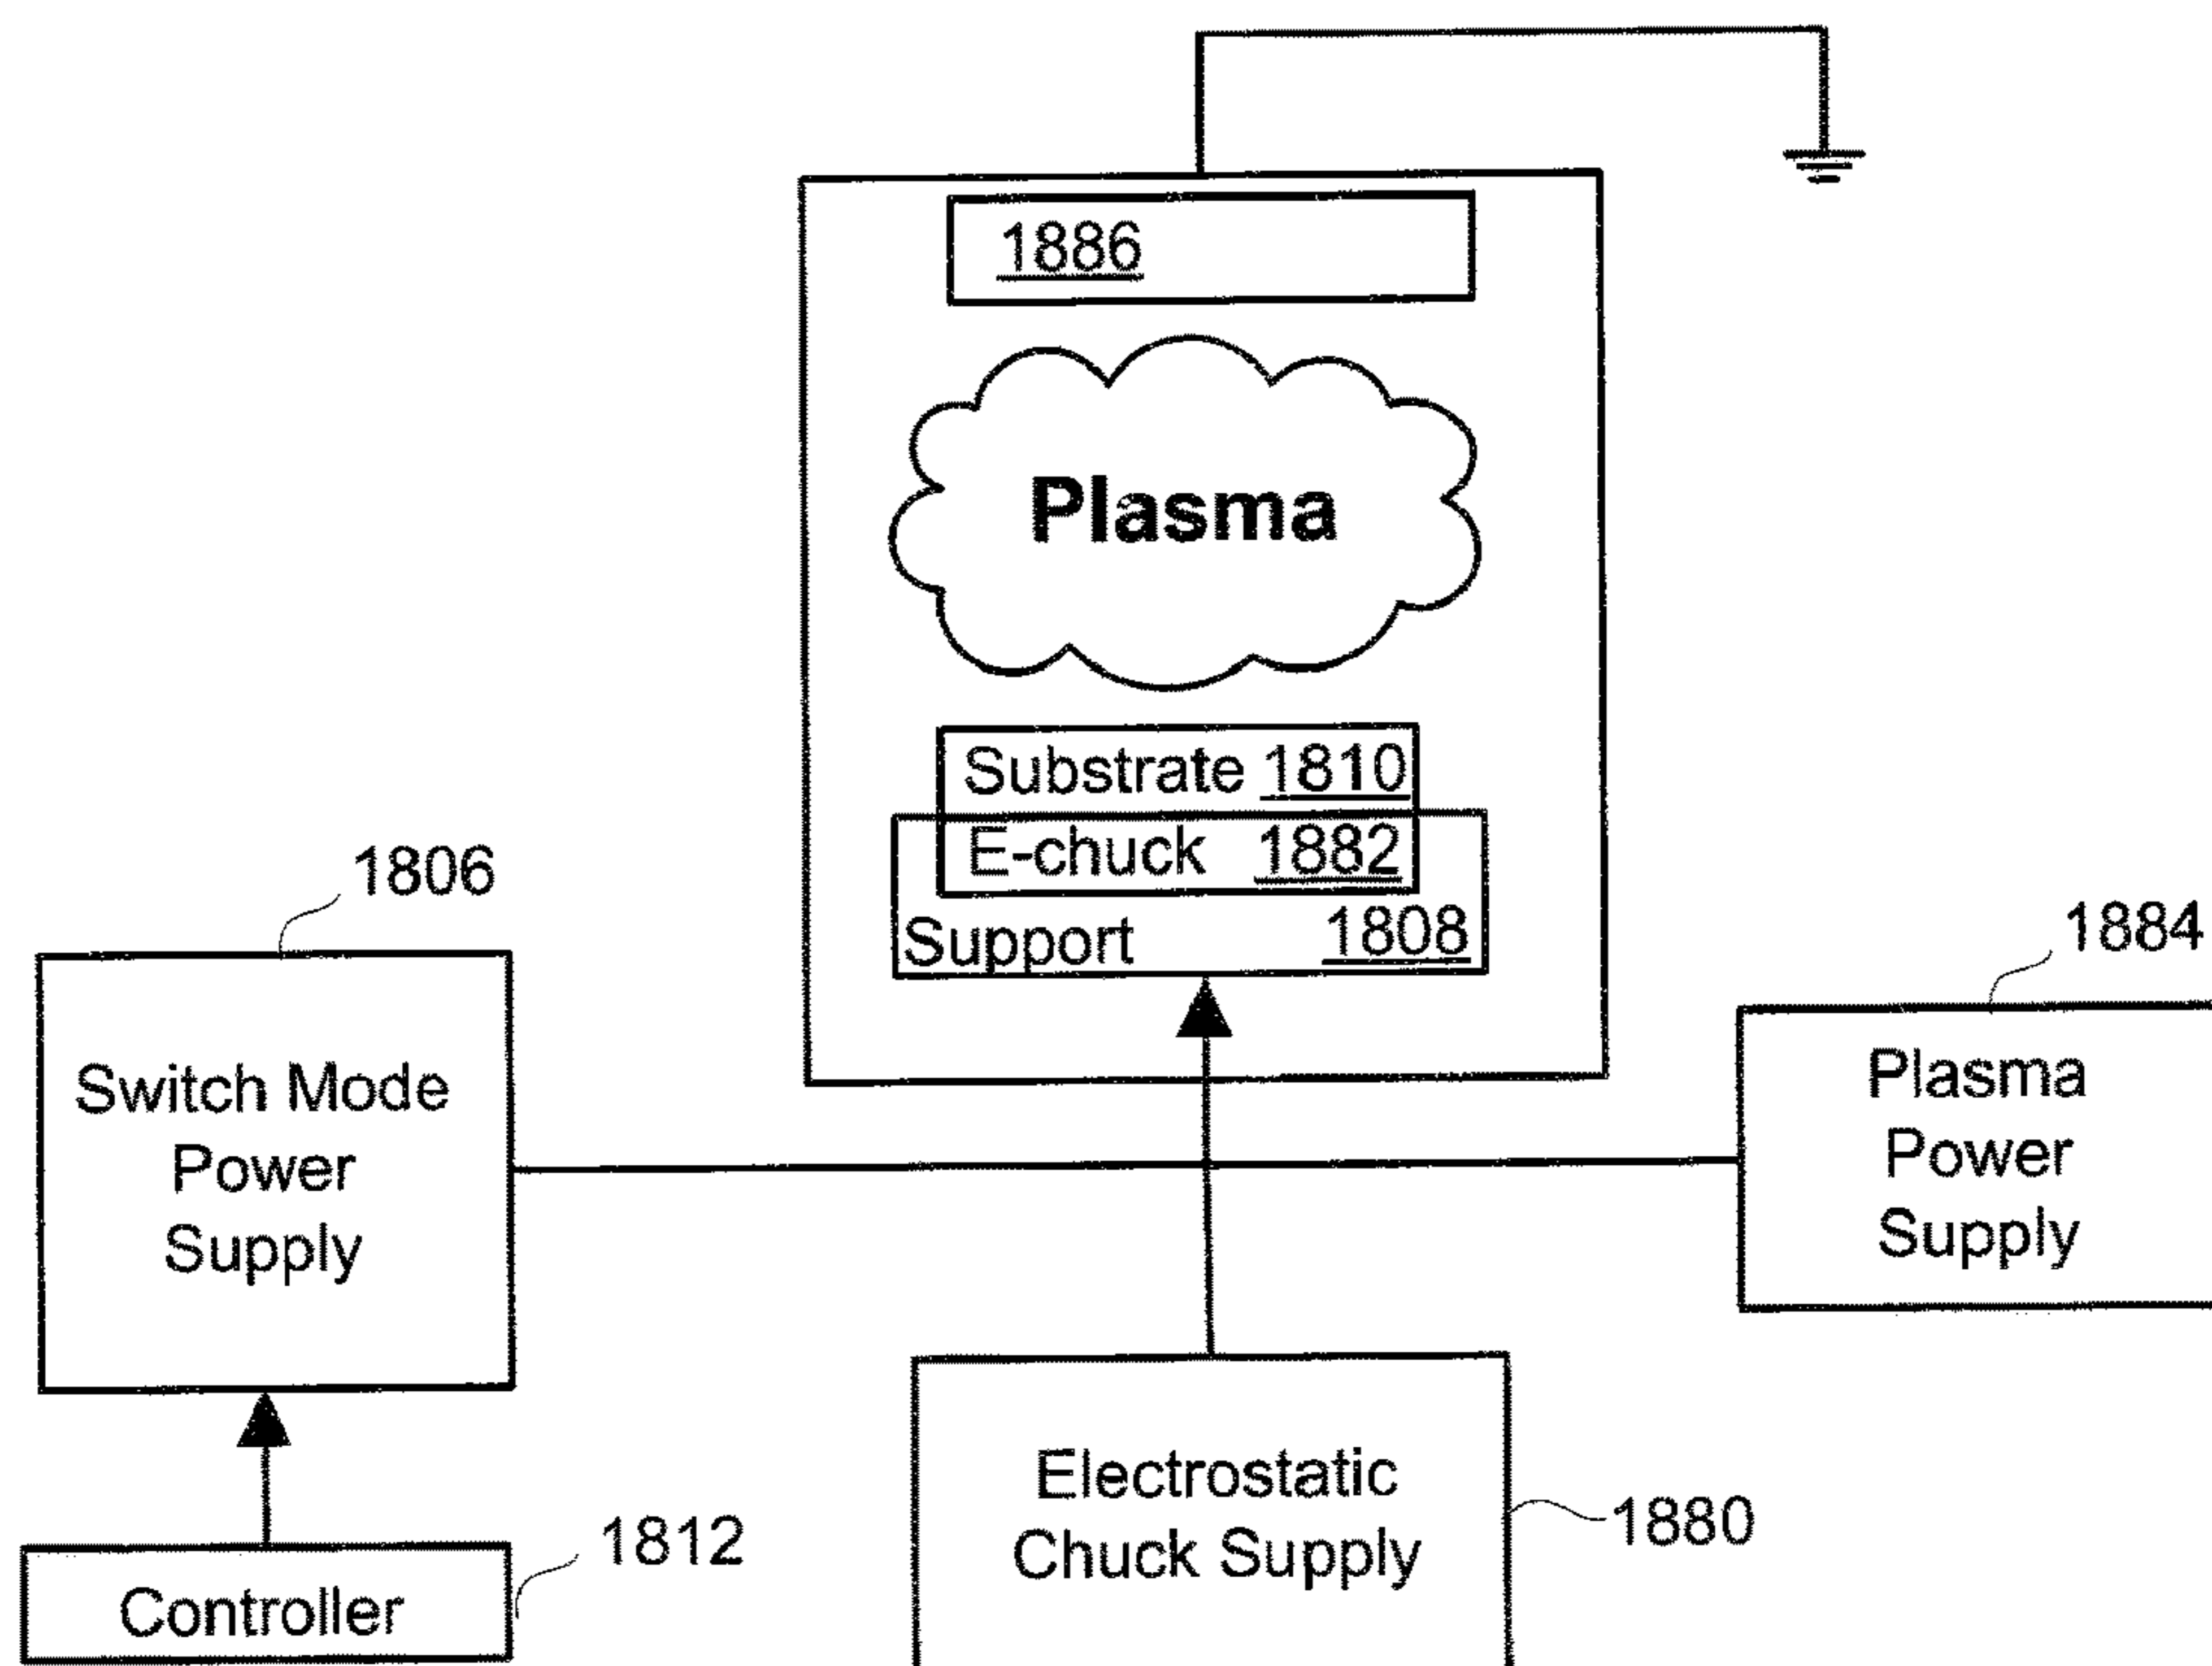 1886
Plasma
Substrate 1810
E-chuck 1882
Support 1808
1806
Switch Mode
Power
Supply
1884
Plasma
Power
Supply
Electrostatic
Chuck Supply
1880
1812
Controller